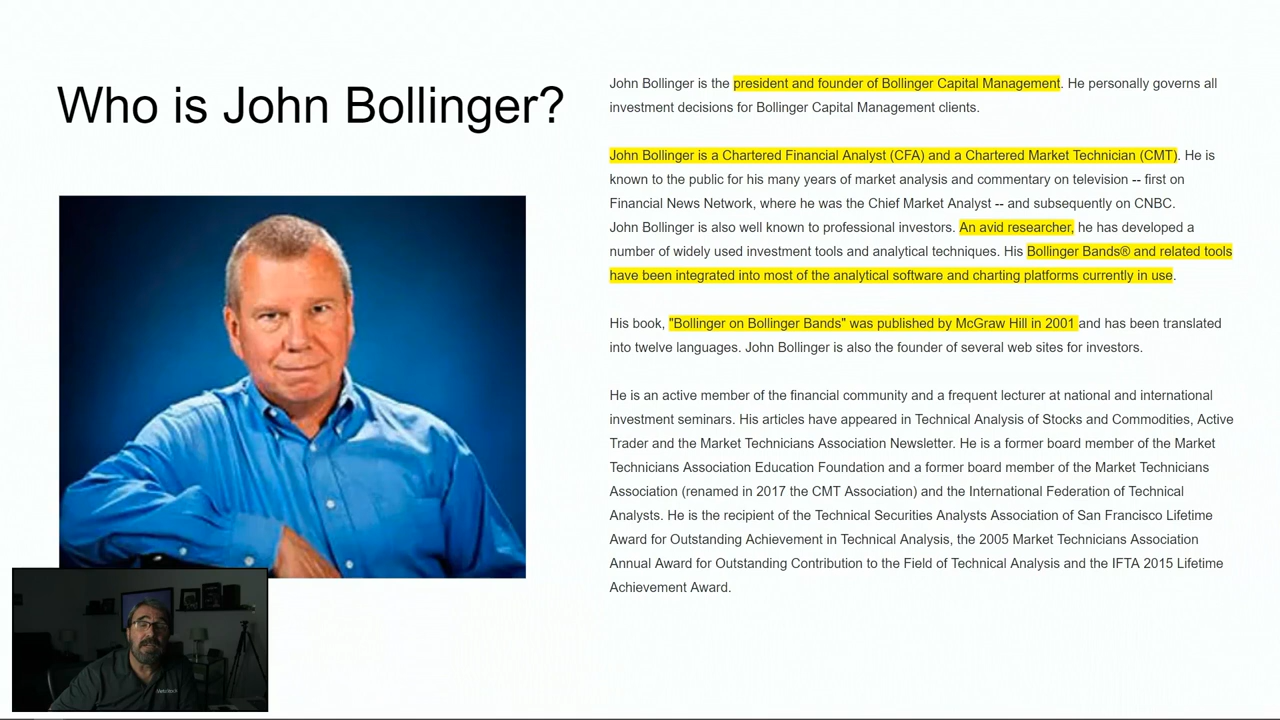 Who is John Bollinger?
John Bollinger is the president and founder of Bollinger Capital Management. He personally governs all
investment decisions for Bollinger Capital Management clients.
John Bollinger is a Chartered Financial Analyst (CFA) and a Chartered Market Technician (CMT). He is
known to the public for his many years of market analysis and commentary on television -- first on
Financial News Network, where he was the Chief Market Analyst -- and subsequently on CNBC.
John Bollinger is also well known to professional investors. An avid researcher, he has developed a
number of widely used investment tools and analytical techniques. His Bollinger Bands® and related tools
have been integrated into most of the analytical software and charting platforms currently in use.
His book, "Bollinger on Bollinger Bands" was published by McGraw Hill in 2001 and has been translated
into twelve languages. John Bollinger is also the founder of several web sites for investors.
He is an active member of the financial community and a frequent lecturer at national and international
investment seminars. His articles have appeared in Technical Analysis of Stocks and Commodities, Active
Trader and the Market Technicians Association Newsletter. He is a former board member of the Market
Technicians Association Education Foundation and a former board member of the Market Technicians
Association (renamed in 2017 the CMT Association) and the International Federation of Technical
Analysts. He is the recipient of the Technical Securities Analysts Association of San Francisco Lifetime
Award for Outstanding Achievement in Technical Analysis, the 2005 Market Technicians Association
Annual Award for Outstanding Contribution to the Field of Technical Analysis and the IFTA 2015 Lifetime
Achievement Award.